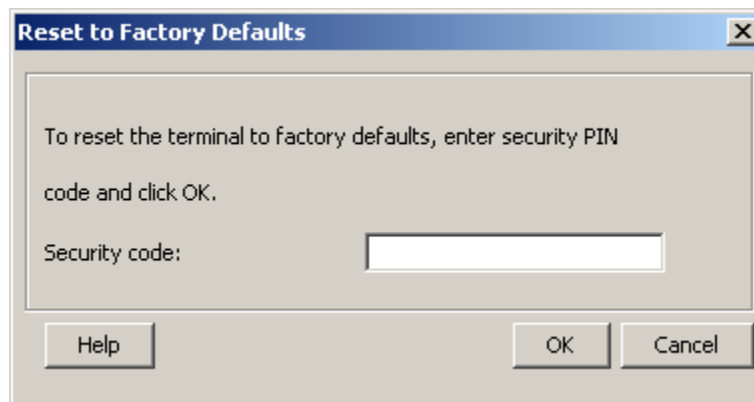 Reset to Factory Defaults
To reset the terminal to factory defaults, enter security PIN
code and click OK.
Security code:
Help OK Cancel